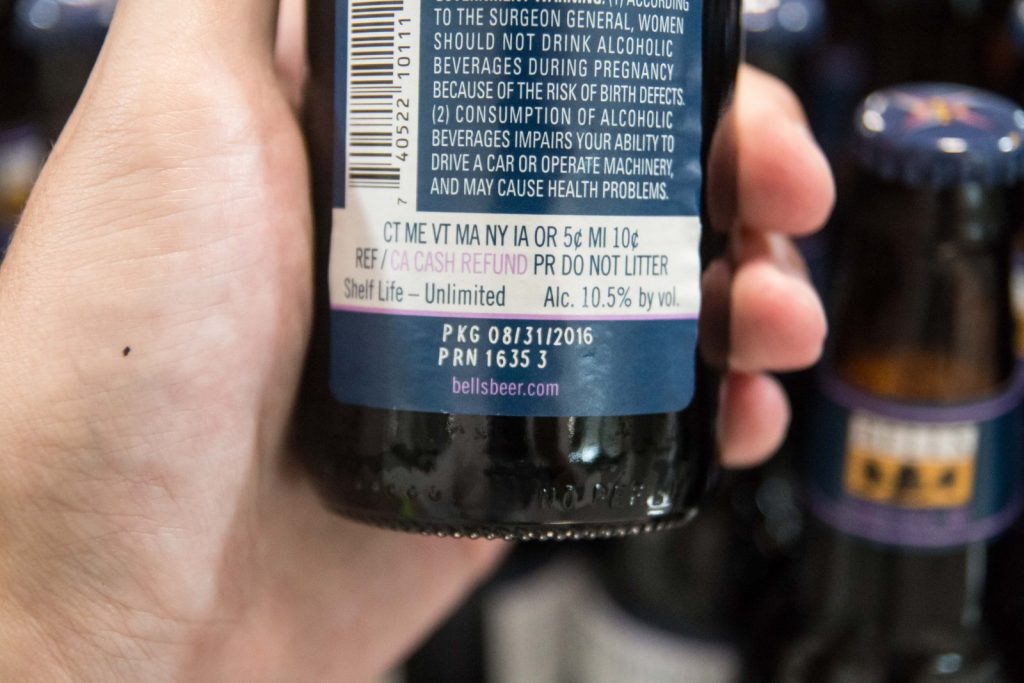 GOVERNMENT WARNING: (1) ACCORDING
TO THE SURGEON GENERAL, WOMEN
SHOULD NOT DRINK ALCOHOLIC
BEVERAGES DURING PREGNANCY
BECAUSE OF THE RISK OF BIRTH DEFECTS.
(2) CONSUMPTION OF ALCOHOLIC
BEVERAGES IMPAIRS YOUR ABILITY TO
DRIVE A CAR OR OPERATE MACHINERY,
AND MAY CAUSE HEALTH PROBLEMS.
7 40522 10111
CT ME VT MA NY IA OR 5¢ MI 10¢
REF / CA CASH REFUND PR DO NOT LITTER
Shelf Life – Unlimited Alc. 10.5% by vol.
PKG 08/31/2016
PRN 1635 3
bellsbeer.com